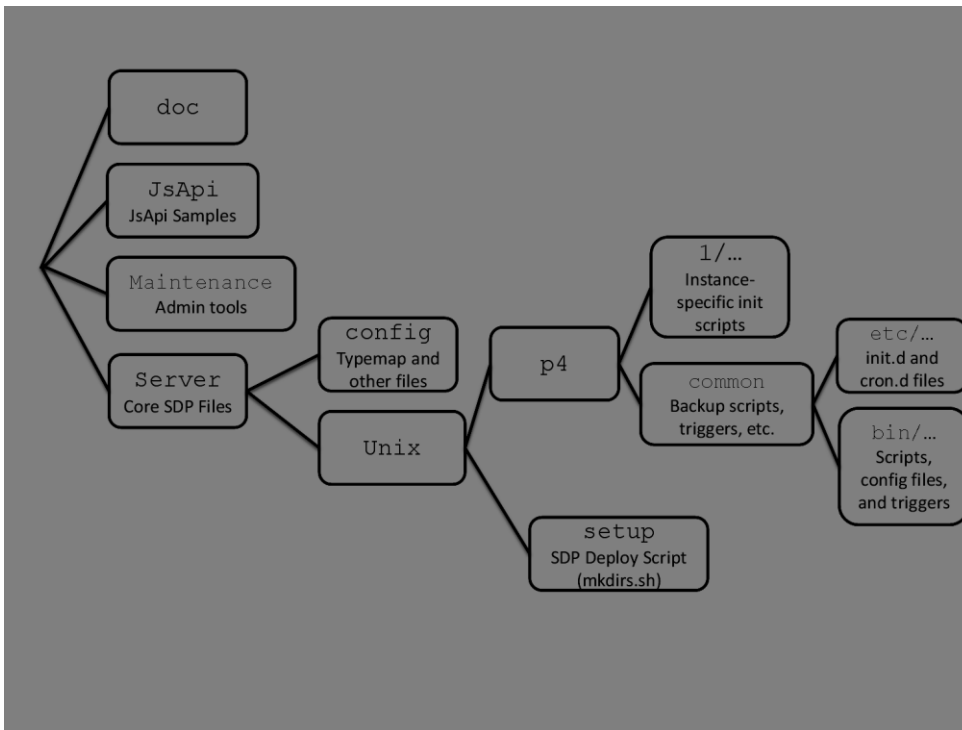 doc
JsApi
JsApi Samples
Maintenance
Admin tools
Server
Core SDP Files
config
Typemap and
other files
Unix
p4
setup
SDP Deploy Script
(mkdirs.sh)
1/…
Instance-
specific init
scripts
common
Backup scripts,
triggers, etc.
etc/…
init.d and
cron.d files
bin/…
Scripts,
config files,
and triggers